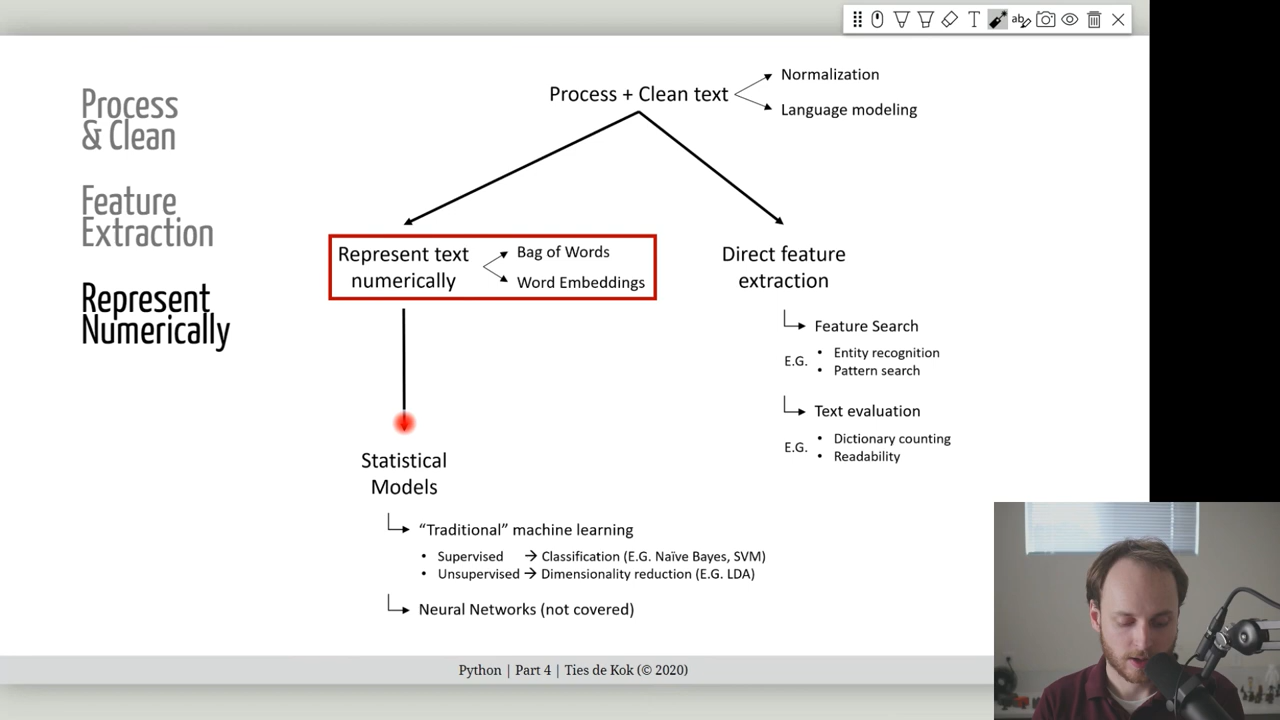 Process
& Clean
Feature
Extraction
Represent
Numerically
Process + Clean text
Normalization
Language modeling
Represent text
numerically
Bag of Words
Word Embeddings
Direct feature
extraction
Feature Search
E.G.
• Entity recognition
• Pattern search
Text evaluation
E.G.
• Dictionary counting
• Readability
Statistical
Models
“Traditional” machine learning
• Supervised → Classification (E.G. Naïve Bayes, SVM)
• Unsupervised → Dimensionality reduction (E.G. LDA)
Neural Networks (not covered)
Python | Part 4 | Ties de Kok (© 2020)
T
ab